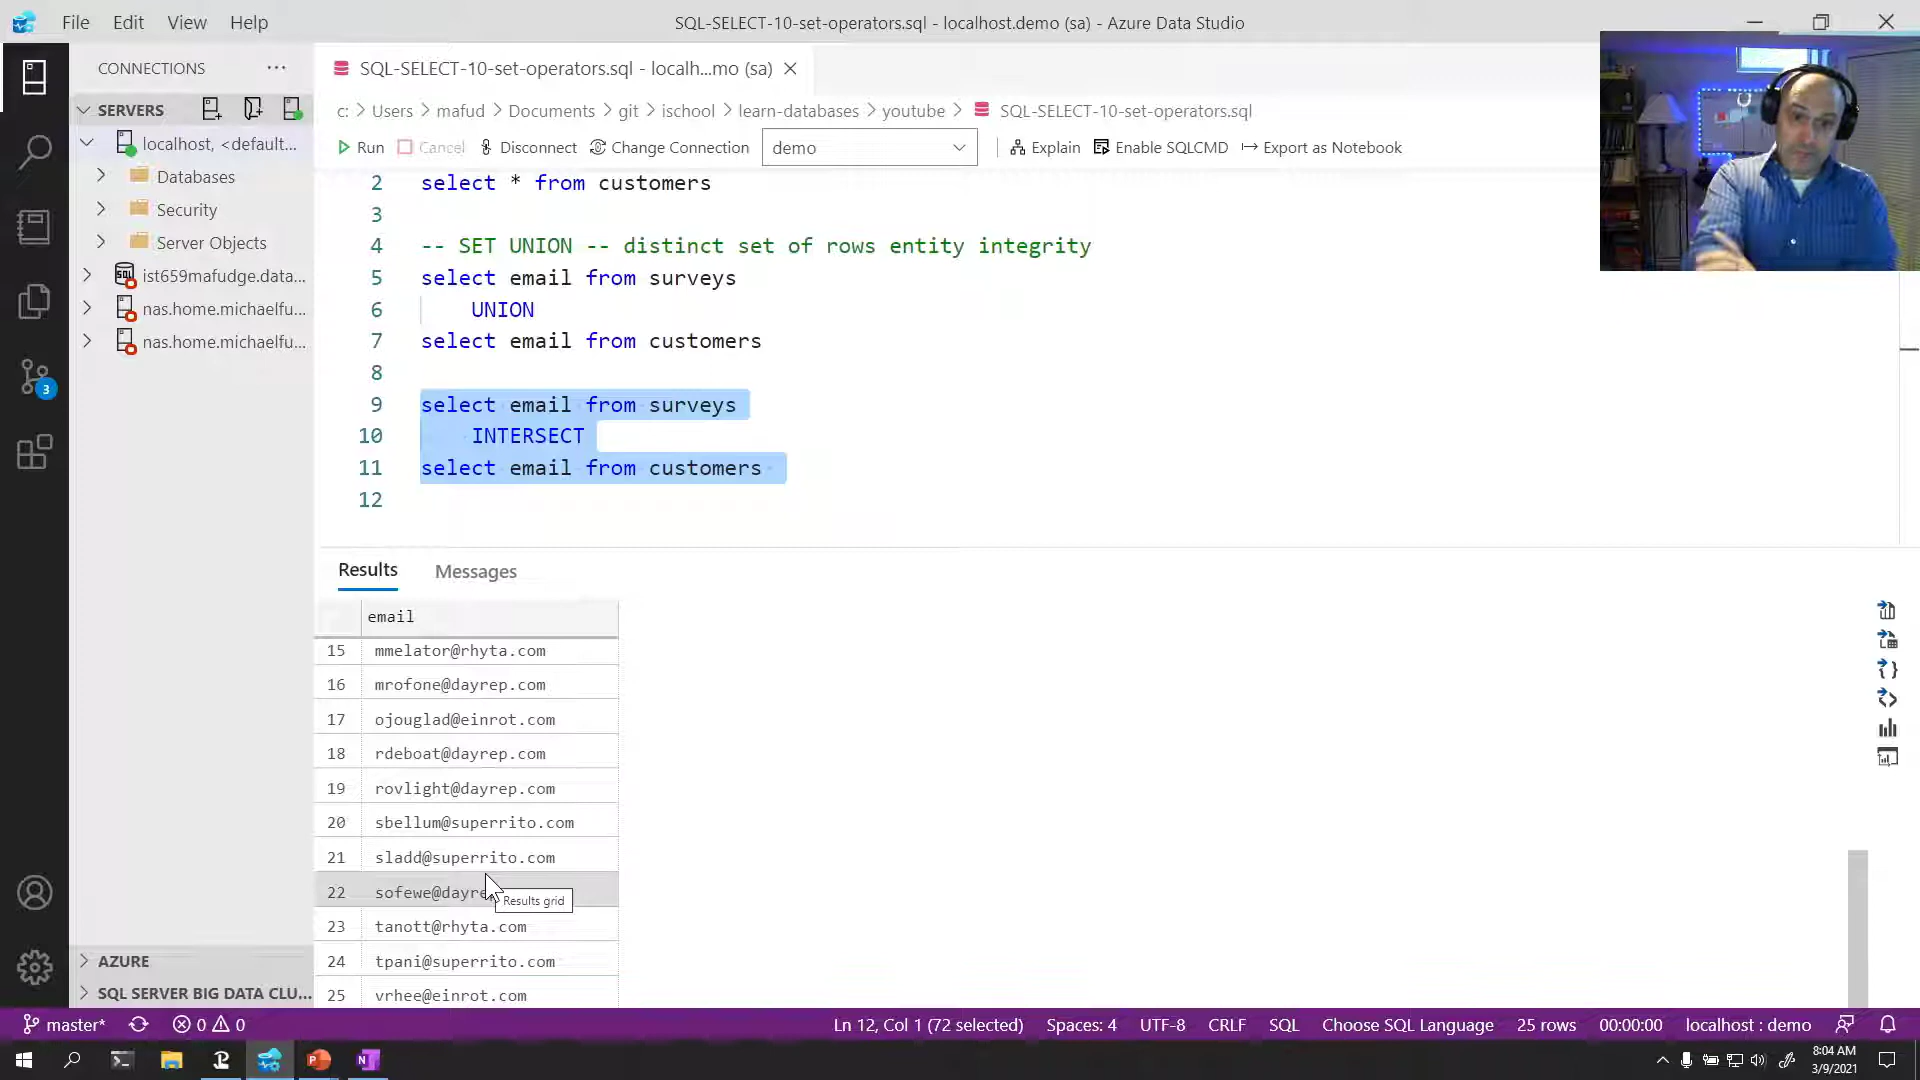 File Edit View Help
SQL-SELECT-10-set-operators.sql - localhost.demo (sa) - Azure Data Studio
CONNECTIONS
SQL-SELECT-10-set-operators.sql - localh...mo (sa)
SERVERS
c: > Users > mafud > Documents > git > ischool > learn-databases > youtube > SQL-SELECT-10-set-operators.sql
localhost, <default...
Run Cancel Disconnect Change Connection demo Explain Enable SQLCMD Export as Notebook
Databases
Security
Server Objects
ist659mafudge.data...
nas.home.michaelfu...
nas.home.michaelfu...
3
2 select * from customers
3
4 -- SET UNION -- distinct set of rows entity integrity
5 select email from surveys
6 UNION
7 select email from customers
8
9 select email from surveys
10 INTERSECT
11 select email from customers
12
Results Messages
email
15 mmelator@rhyta.com
16 mrofone@dayrep.com
17 ojouglad@einrot.com
18 rdeboat@dayrep.com
19 rovlight@dayrep.com
20 sbellum@superrito.com
21 sladd@superrito.com
22 sofewe@dayre
Results grid
23 tanott@rhyta.com
24 tpani@superrito.com
25 vrhee@einrot.com
AZURE
SQL SERVER BIG DATA CLU...
master* 0 0 Ln 12, Col 1 (72 selected) Spaces: 4 UTF-8 CRLF SQL Choose SQL Language 25 rows 00:00:00 localhost : demo
8:04 AM
3/9/2021